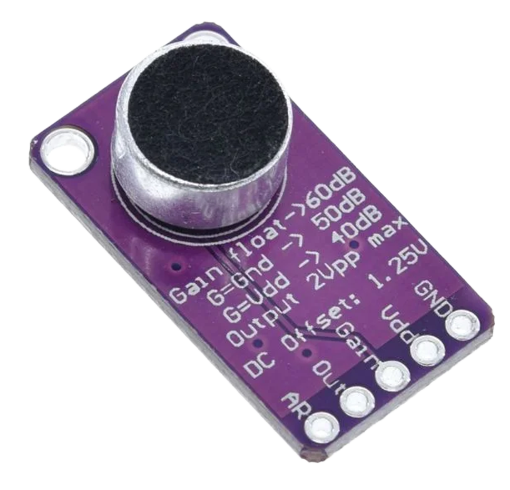 Gain float->60dB
G=Gnd -> 50dB
G=Vdd -> 40dB
Output 2Vpp max
DC Offset: 1.25V
AR
Out
Gain
Vdd
GND